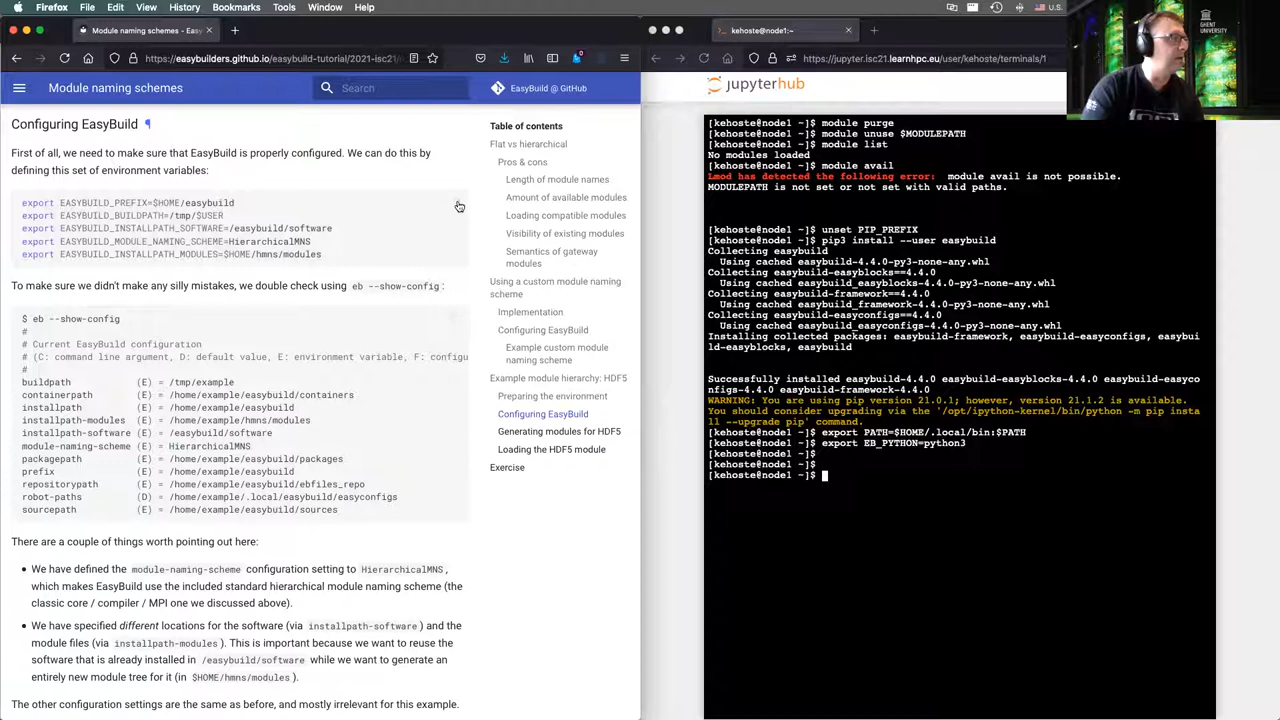 Firefox File Edit View History Bookmarks Tools Window Help
U.S.
GHENT
UNIVERSITY
Module naming schemes - Easy
kehoste@node1:~
https://easybuilders.github.io/easybuild-tutorial/2021-isc21/
https://jupyter.isc21.learnhpc.eu/user/kehoste/terminals/1
Module naming schemes
Search
EasyBuild @ GitHub
jupyterhub
Configuring EasyBuild ¶
First of all, we need to make sure that EasyBuild is properly configured. We can do this by
defining this set of environment variables:
export EASYBUILD_PREFIX=$HOME/easybuild
export EASYBUILD_BUILDPATH=/tmp/$USER
export EASYBUILD_INSTALLPATH_SOFTWARE=/easybuild/software
export EASYBUILD_MODULE_NAMING_SCHEME=HierarchicalMNS
export EASYBUILD_INSTALLPATH_MODULES=$HOME/hmns/modules
To make sure we didn't make any silly mistakes, we double check using eb --show-config:
$ eb --show-config
#
# Current EasyBuild configuration
# (C: command line argument, D: default value, E: environment variable, F: configu
#
buildpath (E) = /tmp/example
containerpath (E) = /home/example/easybuild/containers
installpath (E) = /home/example/easybuild
installpath-modules (E) = /home/example/hmns/modules
installpath-software (E) = /easybuild/software
module-naming-scheme (E) = HierarchicalMNS
packagepath (E) = /home/example/easybuild/packages
prefix (E) = /home/example/easybuild
repositorypath (E) = /home/example/easybuild/ebfiles_repo
robot-paths (D) = /home/example/.local/easybuild/easyconfigs
sourcepath (E) = /home/example/easybuild/sources
There are a couple of things worth pointing out here:
• We have defined the module-naming-scheme configuration setting to HierarchicalMNS,
which makes EasyBuild use the included standard hierarchical module naming scheme (the
classic core / compiler / MPI one we discussed above).
• We have specified different locations for the software (via installpath-software) and the
module files (via installpath-modules). This is important because we want to reuse the
software that is already installed in /easybuild/software while we want to generate an
entirely new module tree for it (in $HOME/hmns/modules).
The other configuration settings are the same as before, and mostly irrelevant for this example.
Table of contents
Flat vs hierarchical
Pros & cons
Length of module names
Amount of available modules
Loading compatible modules
Visibility of existing modules
Semantics of gateway
modules
Using a custom module naming
scheme
Implementation
Configuring EasyBuild
Example custom module
naming scheme
Example module hierarchy: HDF5
Preparing the environment
Configuring EasyBuild
Generating modules for HDF5
Loading the HDF5 module
Exercise
[kehoste@node1 ~]$ module purge
[kehoste@node1 ~]$ module unuse $MODULEPATH
[kehoste@node1 ~]$ module list
No modules loaded
[kehoste@node1 ~]$ module avail
Lmod has detected the following error: module avail is not possible.
MODULEPATH is not set or not set with valid paths.
[kehoste@node1 ~]$ unset PIP_PREFIX
[kehoste@node1 ~]$ pip3 install --user easybuild
Collecting easybuild
Using cached easybuild-4.4.0-py3-none-any.whl
Collecting easybuild-easyblocks==4.4.0
Using cached easybuild_easyblocks-4.4.0-py3-none-any.whl
Collecting easybuild-framework==4.4.0
Using cached easybuild_framework-4.4.0-py3-none-any.whl
Collecting easybuild-easyconfigs==4.4.0
Using cached easybuild_easyconfigs-4.4.0-py3-none-any.whl
Installing collected packages: easybuild-framework, easybuild-easyconfigs, easybui
ld-easyblocks, easybuild
Successfully installed easybuild-4.4.0 easybuild-easyblocks-4.4.0 easybuild-easyco
nfigs-4.4.0 easybuild-framework-4.4.0
WARNING: You are using pip version 21.0.1; however, version 21.1.2 is available.
You should consider upgrading via the '/opt/ipython-kernel/bin/python -m pip insta
ll --upgrade pip' command.
[kehoste@node1 ~]$ export PATH=$HOME/.local/bin:$PATH
[kehoste@node1 ~]$ export EB_PYTHON=python3
[kehoste@node1 ~]$
[kehoste@node1 ~]$
[kehoste@node1 ~]$